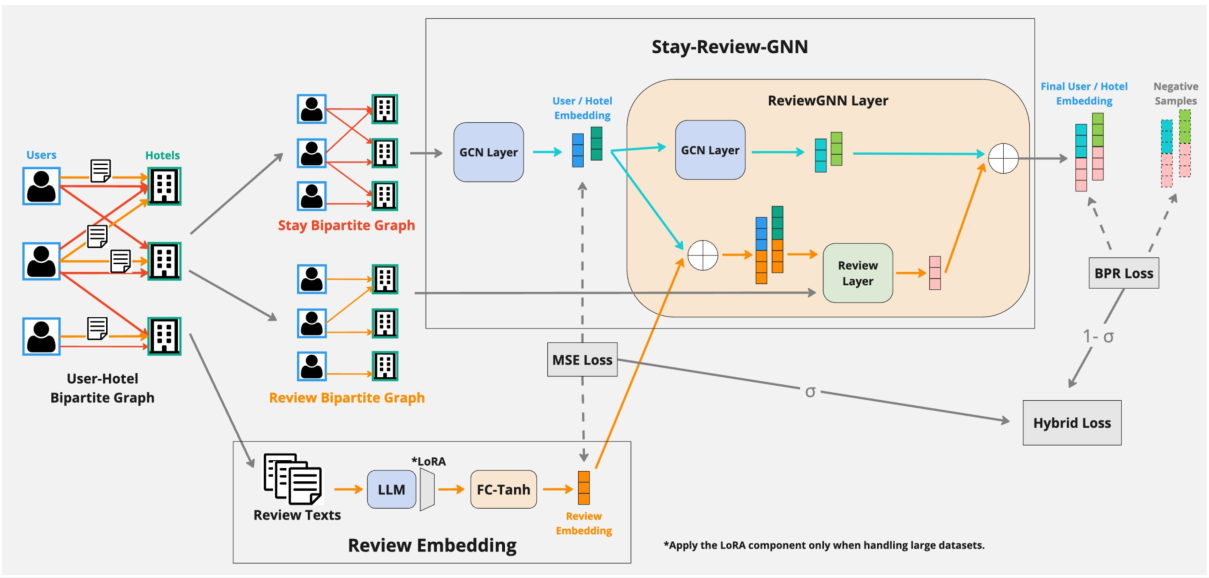 Stay-Review-GNN
ReviewGNN Layer
User / Hotel
Embedding
Final User / Hotel
Embedding
Negative
Samples
Users
Hotels
GCN Layer
GCN Layer
Stay Bipartite Graph
Review
Layer
BPR Loss
1- σ
User-Hotel
Bipartite Graph
Review Bipartite Graph
MSE Loss
σ
Hybrid Loss
*LoRA
LLM
FC-Tanh
Review Texts
Review
Embedding
Review Embedding
*Apply the LoRA component only when handling large datasets.